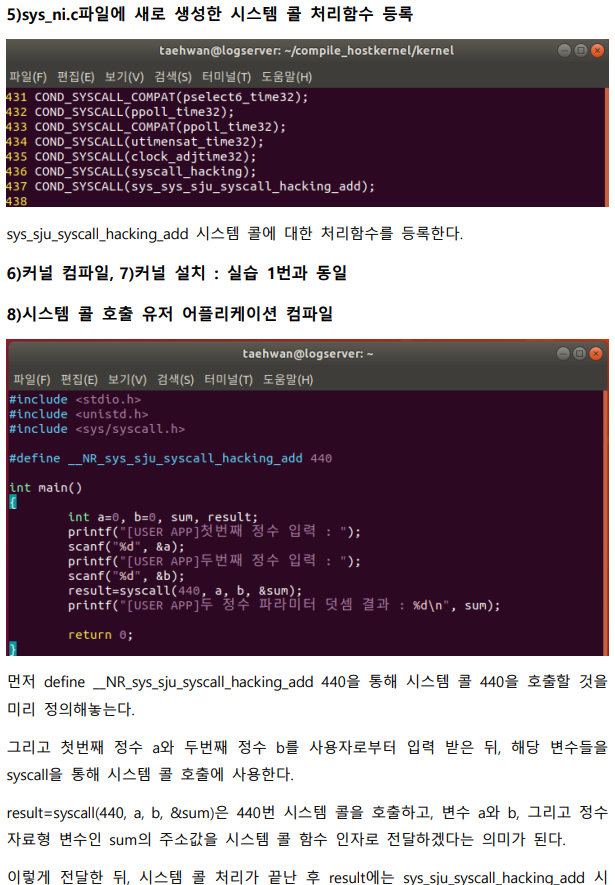 5)sys_ni.c파일에 새로 생성한 시스템 콜 처리함수 등록
taehwan@logserver: ~/compile_hostkernel/kernel
파일(F) 편집(E) 보기(V) 검색(S) 터미널(T) 도움말(H)
431 COND_SYSCALL_COMPAT(pselect6_time32);
432 COND_SYSCALL(ppoll_time32);
433 COND_SYSCALL_COMPAT(ppoll_time32);
434 COND_SYSCALL(utimensat_time32);
435 COND_SYSCALL(clock_adjtime32);
436 COND_SYSCALL(syscall_hacking);
437 COND_SYSCALL(sys_sys_sju_syscall_hacking_add);
438
sys_sju_syscall_hacking_add 시스템 콜에 대한 처리함수를 등록한다.
6)커널 컴파일, 7)커널 설치 : 실습 1번과 동일
8)시스템 콜 호출 유저 어플리케이션 컴파일
taehwan@logserver: ~
파일(F) 편집(E) 보기(V) 검색(S) 터미널(T) 도움말(H)
#include <stdio.h>
#include <unistd.h>
#include <sys/syscall.h>
#define __NR_sys_sju_syscall_hacking_add 440
int main()
{
int a=0, b=0, sum, result;
printf("[USER APP]첫번째 정수 입력 : ");
scanf("%d", &a);
printf("[USER APP]두번째 정수 입력 : ");
scanf("%d", &b);
result=syscall(440, a, b, &sum);
printf("[USER APP]두 정수 파라미터 덧셈 결과 : %d\n", sum);
return 0;
}
먼저 define __NR_sys_sju_syscall_hacking_add 440을 통해 시스템 콜 440을 호출할 것을
미리 정의해놓는다.
그리고 첫번째 정수 a와 두번째 정수 b를 사용자로부터 입력 받은 뒤, 해당 변수들을
syscall을 통해 시스템 콜 호출에 사용한다.
result=syscall(440, a, b, &sum)은 440번 시스템 콜을 호출하고, 변수 a와 b, 그리고 정수
자료형 변수인 sum의 주소값을 시스템 콜 함수 인자로 전달하겠다는 의미가 된다.
이렇게 전달한 뒤, 시스템 콜 처리가 끝난 후 result에는 sys_sju_syscall_hacking_add 시